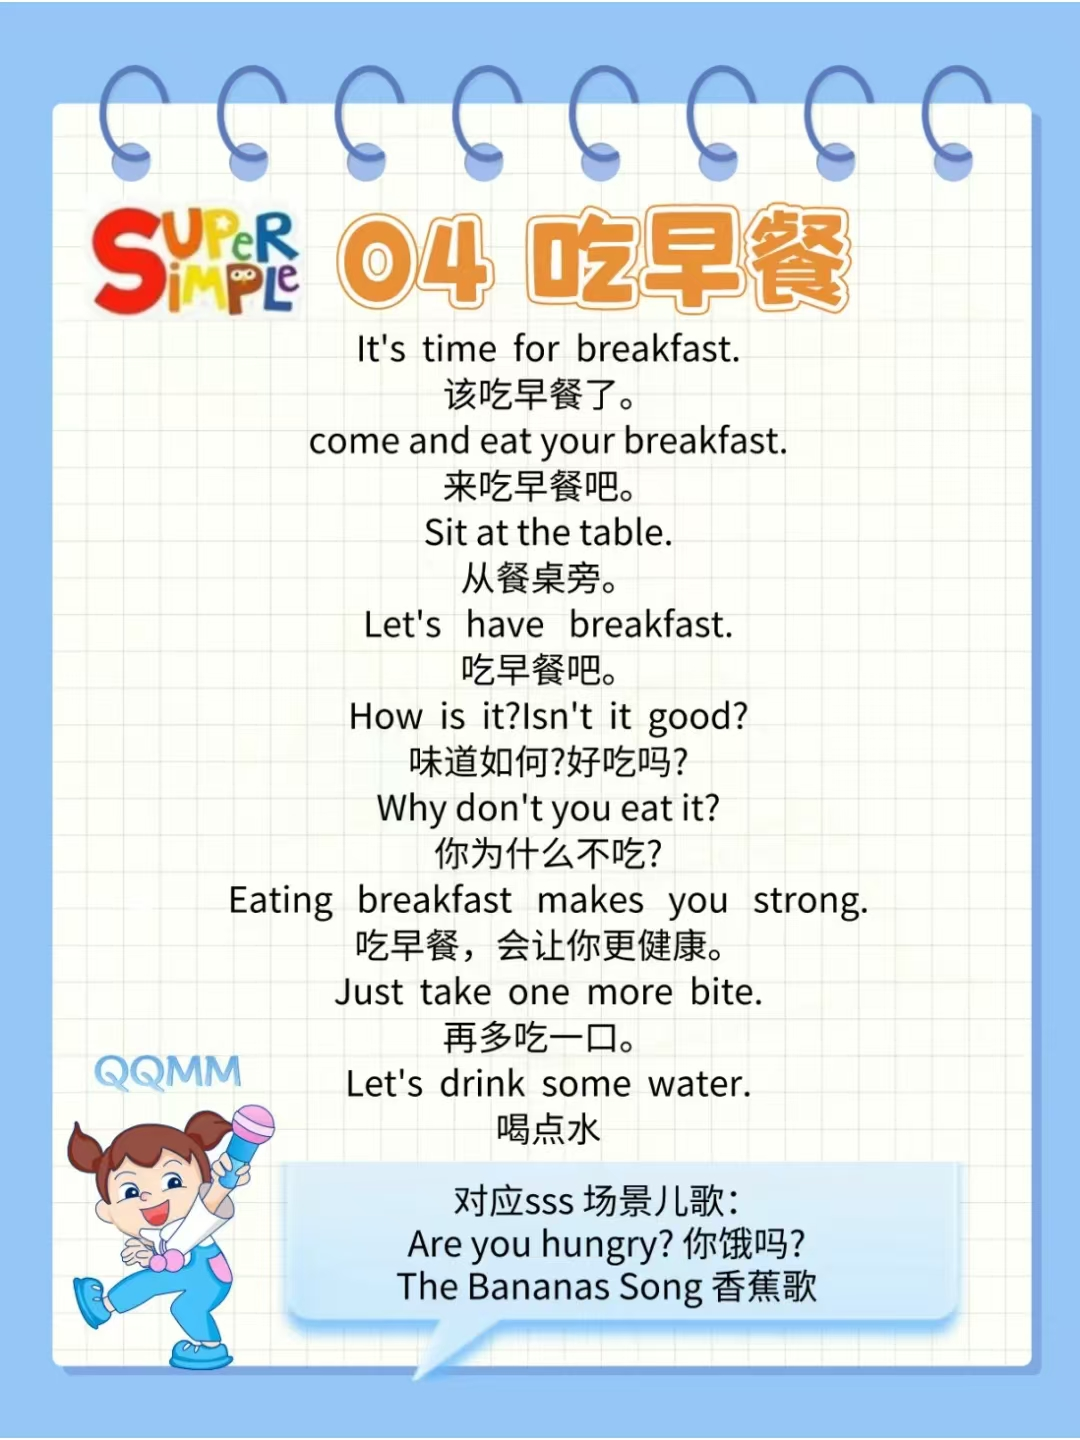 SUPER
SiMPLE
04 吃早餐
It's time for breakfast.
该吃早餐了。
come and eat your breakfast.
来吃早餐吧。
Sit at the table.
从餐桌旁。
Let's have breakfast.
吃早餐吧。
How is it?Isn't it good?
味道如何?好吃吗?
Why don't you eat it?
你为什么不吃?
Eating breakfast makes you strong.
吃早餐，会让你更健康。
Just take one more bite.
再多吃一口。
Let's drink some water.
喝点水
QQMM
对应sss 场景儿歌：
Are you hungry? 你饿吗?
The Bananas Song 香蕉歌